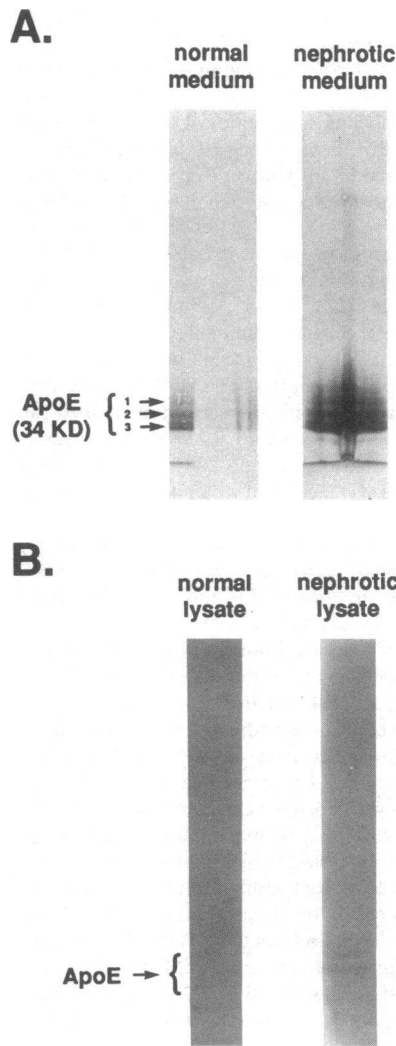 A.
normal medium
nephrotic medium
ApoE (34 KD)
1
2
3
B.
normal lysate
nephrotic lysate
ApoE